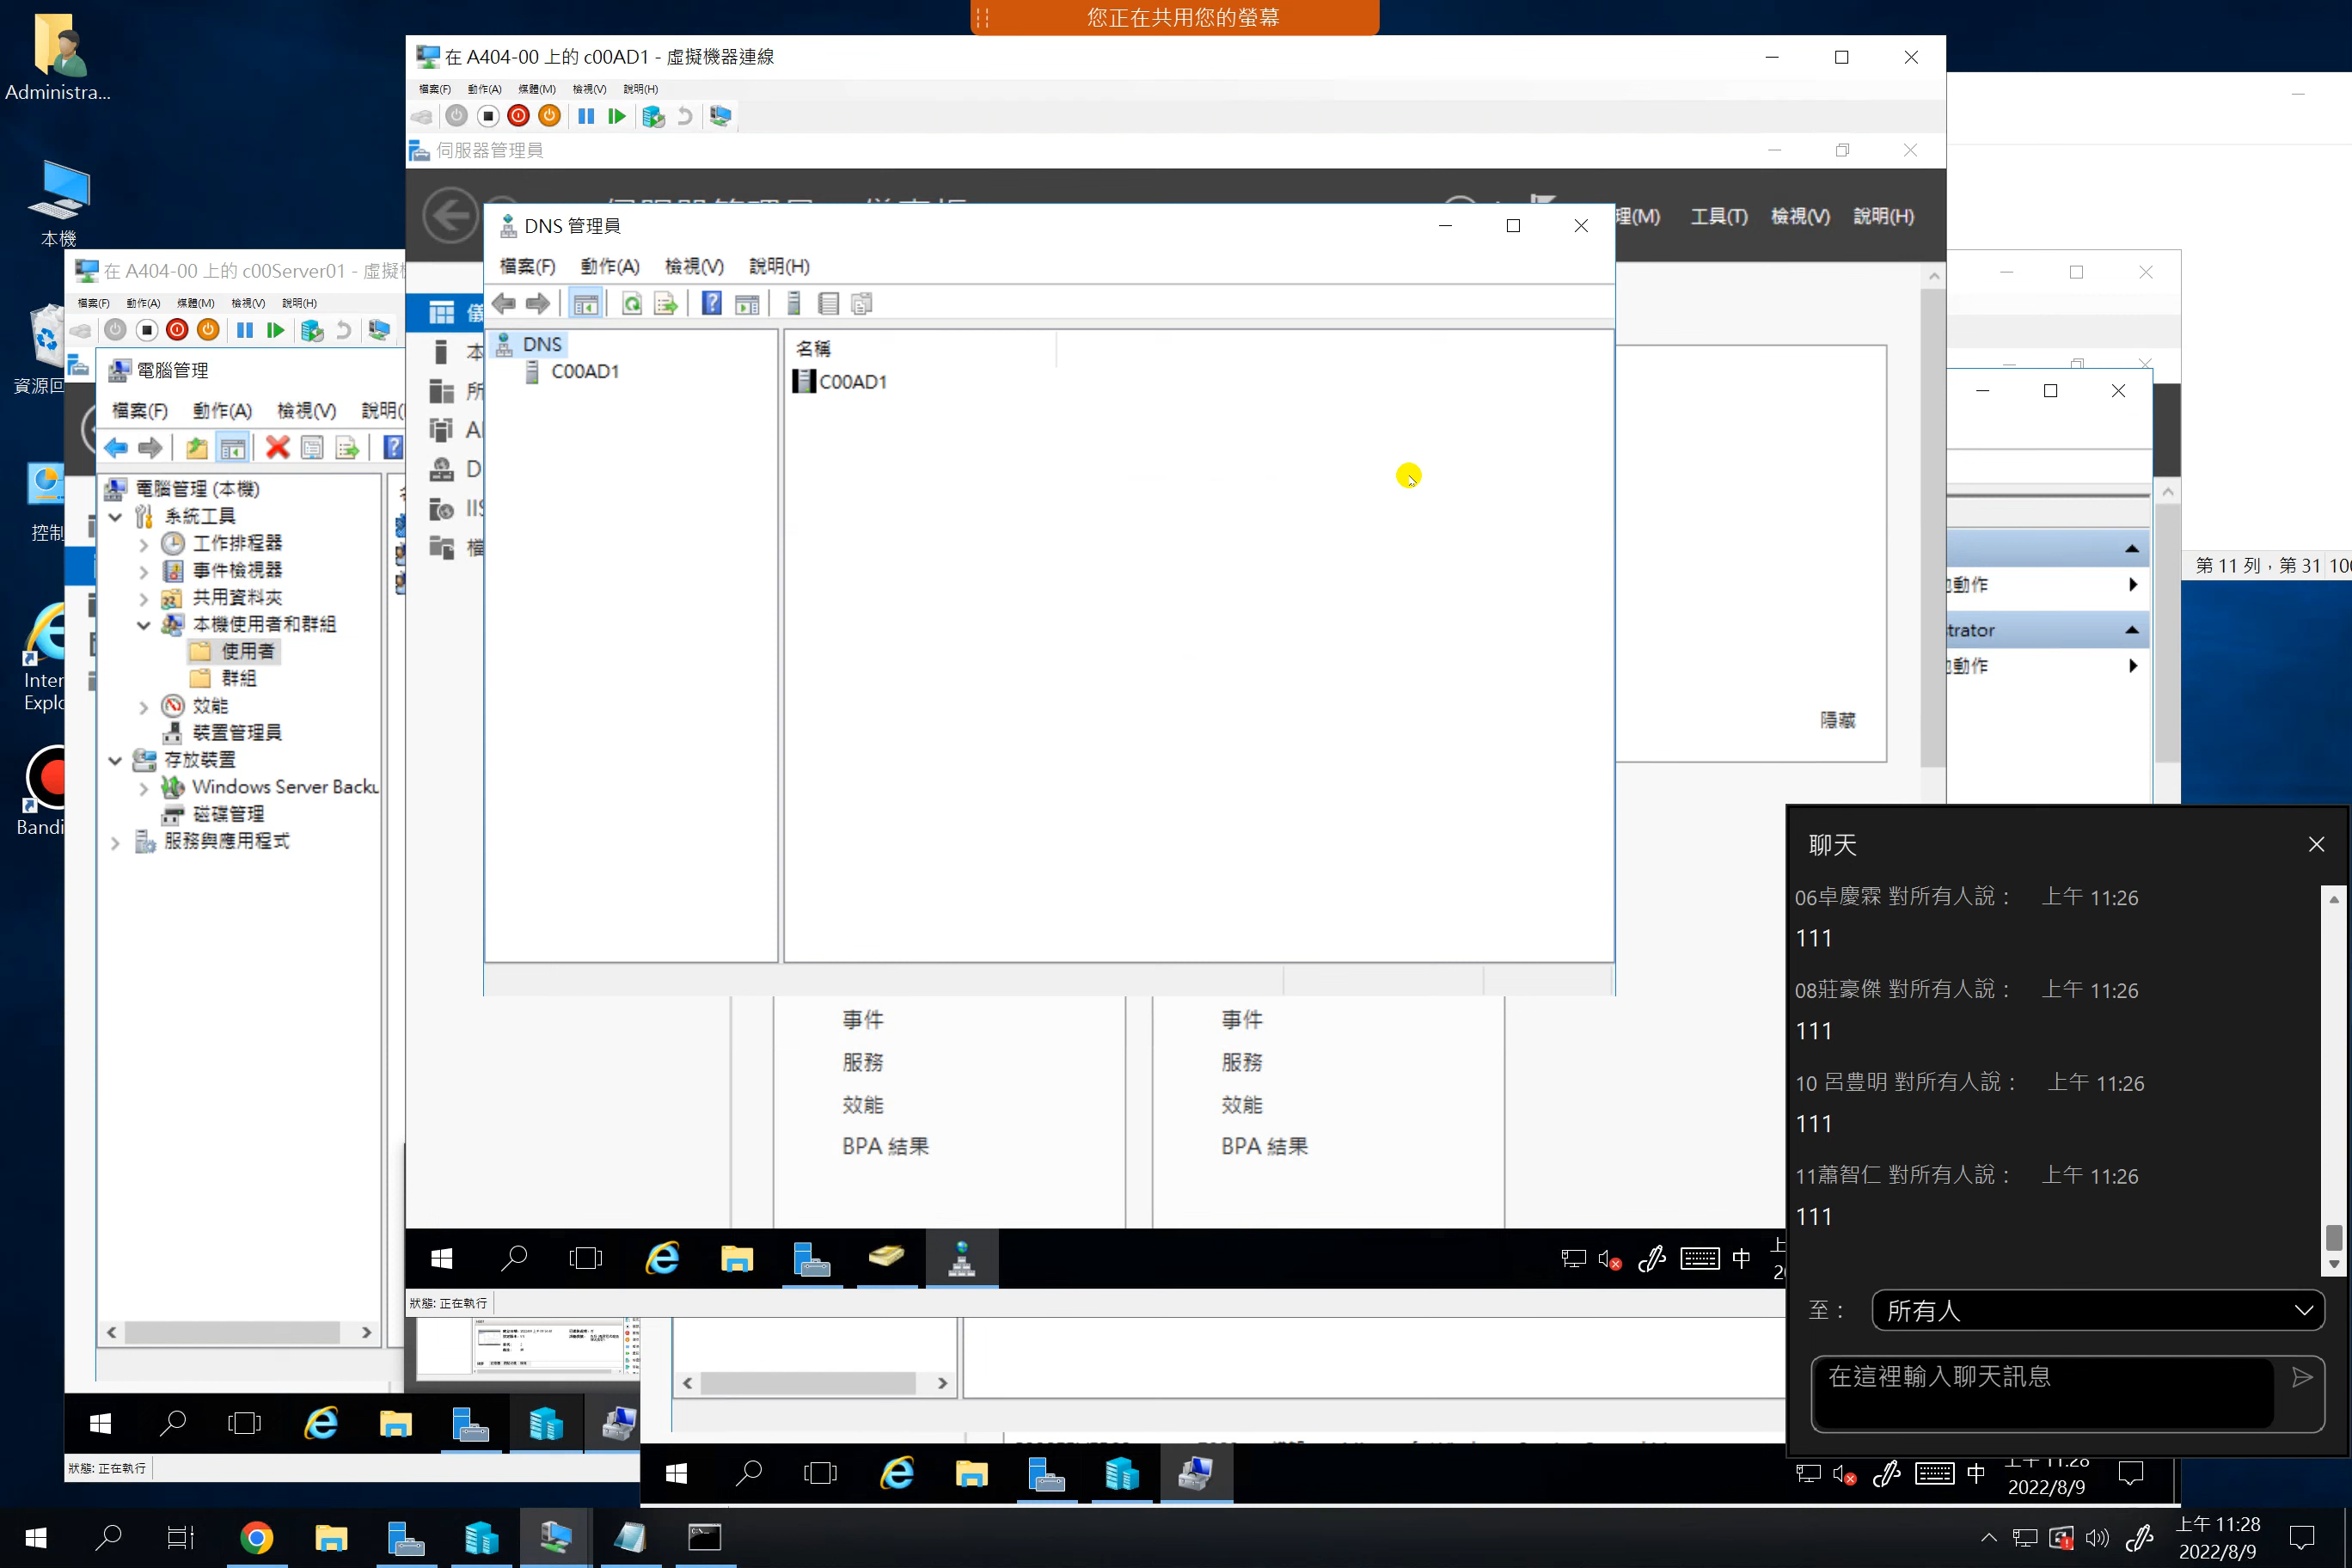 您正在共用您的螢幕
Administra...
本機
資源回
控制
Inter
Explo
Bandi
在 A404-00 上的 c00AD1 - 虛擬機器連線
檔案(F) 動作(A) 媒體(M) 檢視(V) 說明(H)
伺服器管理員
理(M) 工具(T) 檢視(V) 說明(H)
DNS 管理員
檔案(F) 動作(A) 檢視(V) 說明(H)
DNS
C00AD1
名稱
C00AD1
儀
本
所
D
IIS
檔
隱藏
事件
服務
效能
BPA 結果
事件
服務
效能
BPA 結果
中
狀態: 正在執行
在 A404-00 上的 c00Server01 - 虛擬
檔案(F) 動作(A) 媒體(M) 檢視(V) 說明(H)
電腦管理
檔案(F) 動作(A) 檢視(V) 說明(
電腦管理 (本機)
系統工具
工作排程器
事件檢視器
共用資料夾
本機使用者和群組
使用者
群組
效能
裝置管理員
存放裝置
Windows Server Backu
磁碟管理
服務與應用程式
狀態: 正在執行
第 11 列，第 31
動作
strator
動作
聊天
06卓慶霖 對所有人說： 上午 11:26
111
08莊豪傑 對所有人說： 上午 11:26
111
10 呂豊明 對所有人說： 上午 11:26
111
11蕭智仁 對所有人說： 上午 11:26
111
至： 所有人
在這裡輸入聊天訊息
中
上午 11:28
2022/8/9
上午 11:28
2022/8/9